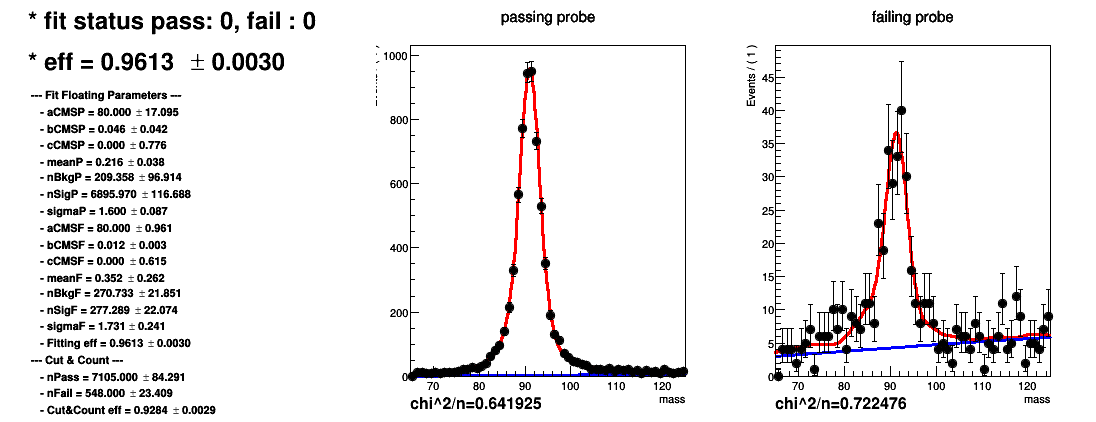 * fit status pass: 0, fail : 0
* eff = 0.9613 ± 0.0030
--- Fit Floating Parameters ---
- aCMSP = 80.000 ± 17.095
- bCMSP = 0.046 ± 0.042
- cCMSP = 0.000 ± 0.776
- meanP = 0.216 ± 0.038
- nBkgP = 209.358 ± 96.914
- nSigP = 6895.970 ± 116.688
- sigmaP = 1.600 ± 0.087
- aCMSF = 80.000 ± 0.961
- bCMSF = 0.012 ± 0.003
- cCMSF = 0.000 ± 0.615
- meanF = 0.352 ± 0.262
- nBkgF = 270.733 ± 21.851
- nSigF = 277.289 ± 22.074
- sigmaF = 1.731 ± 0.241
- Fitting eff = 0.9613 ± 0.0030
--- Cut & Count ---
- nPass = 7105.000 ± 84.291
- nFail = 548.000 ± 23.409
- Cut&Count eff = 0.9284 ± 0.0029
passing probe
1000
800
600
400
200
0
70 80 90 100 110 120
mass
chi^2/n=0.641925
failing probe
Events / ( 1 )
45
40
35
30
25
20
15
10
5
0
70 80 90 100 110 120
mass
chi^2/n=0.722476